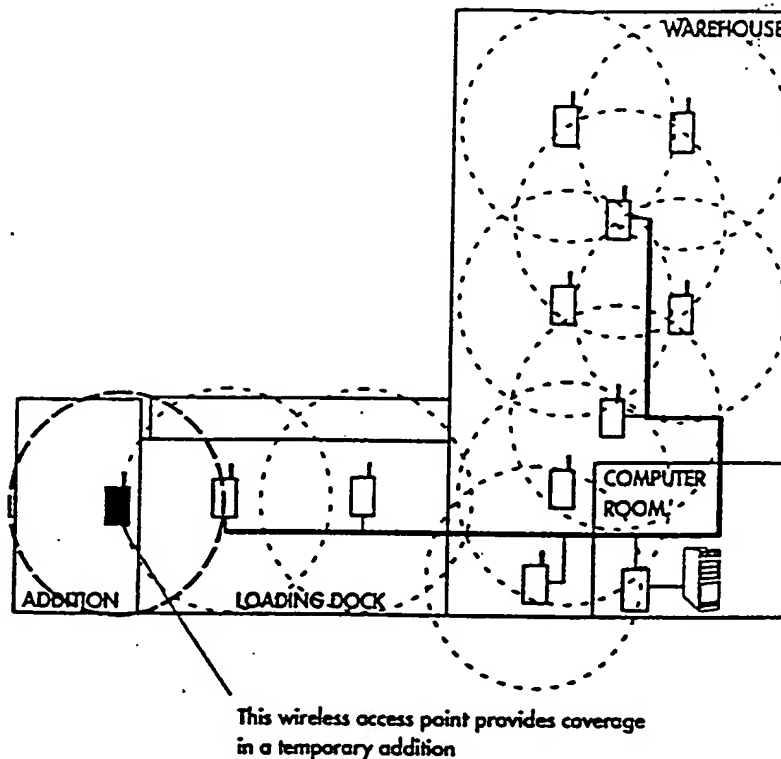 WAREHOUSE
COMPUTER
ROOM
ADDITION
LOADING DOCK
This wireless access point provides coverage
in a temporary addition